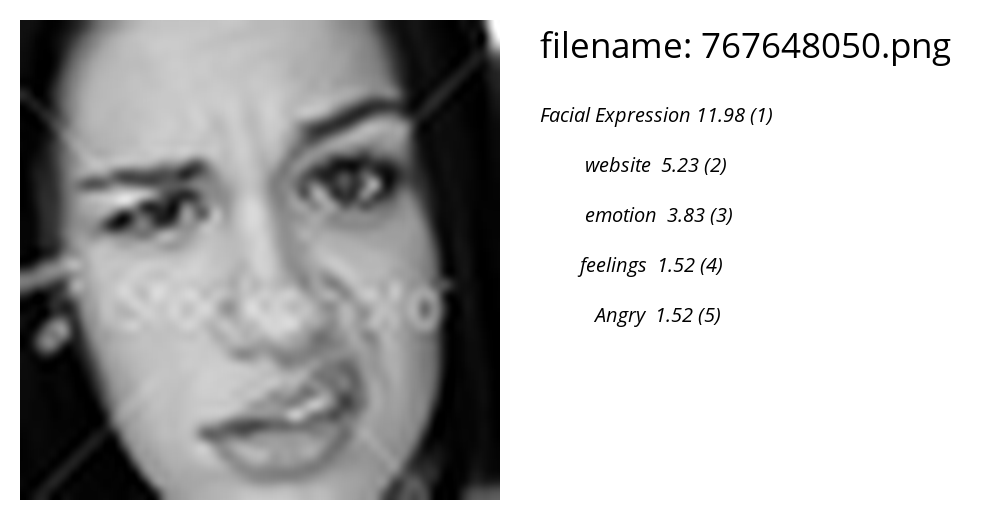 filename: 767648050.png
Facial Expression 11.98 (1)
website 5.23 (2)
emotion 3.83 (3)
feelings 1.52 (4)
Angry 1.52 (5)